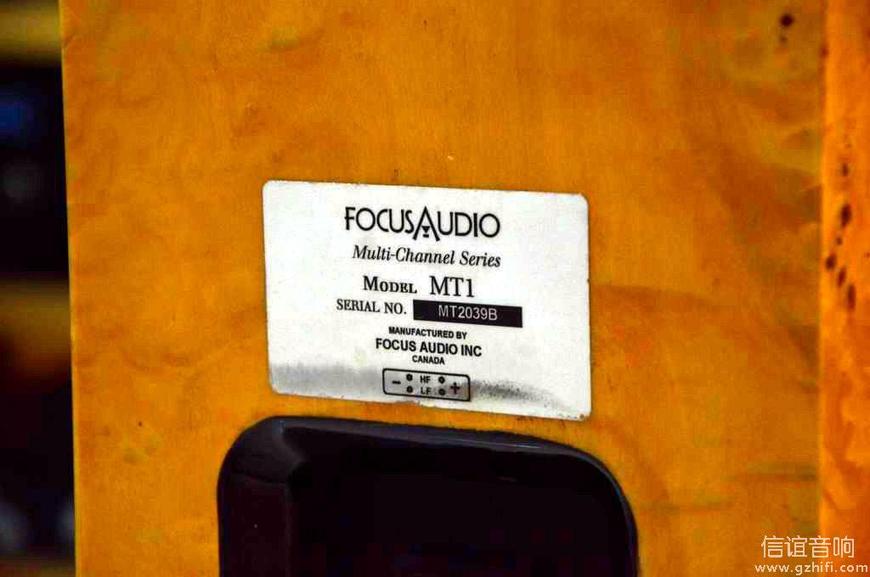 FOCUSAUDIO
Multi-Channel Series
MODEL MT1
SERIAL NO. MT2039B
MANUFACTURED BY
FOCUS AUDIO INC
CANADA
- HF +
LF
信谊音响
www.gzhifi.com